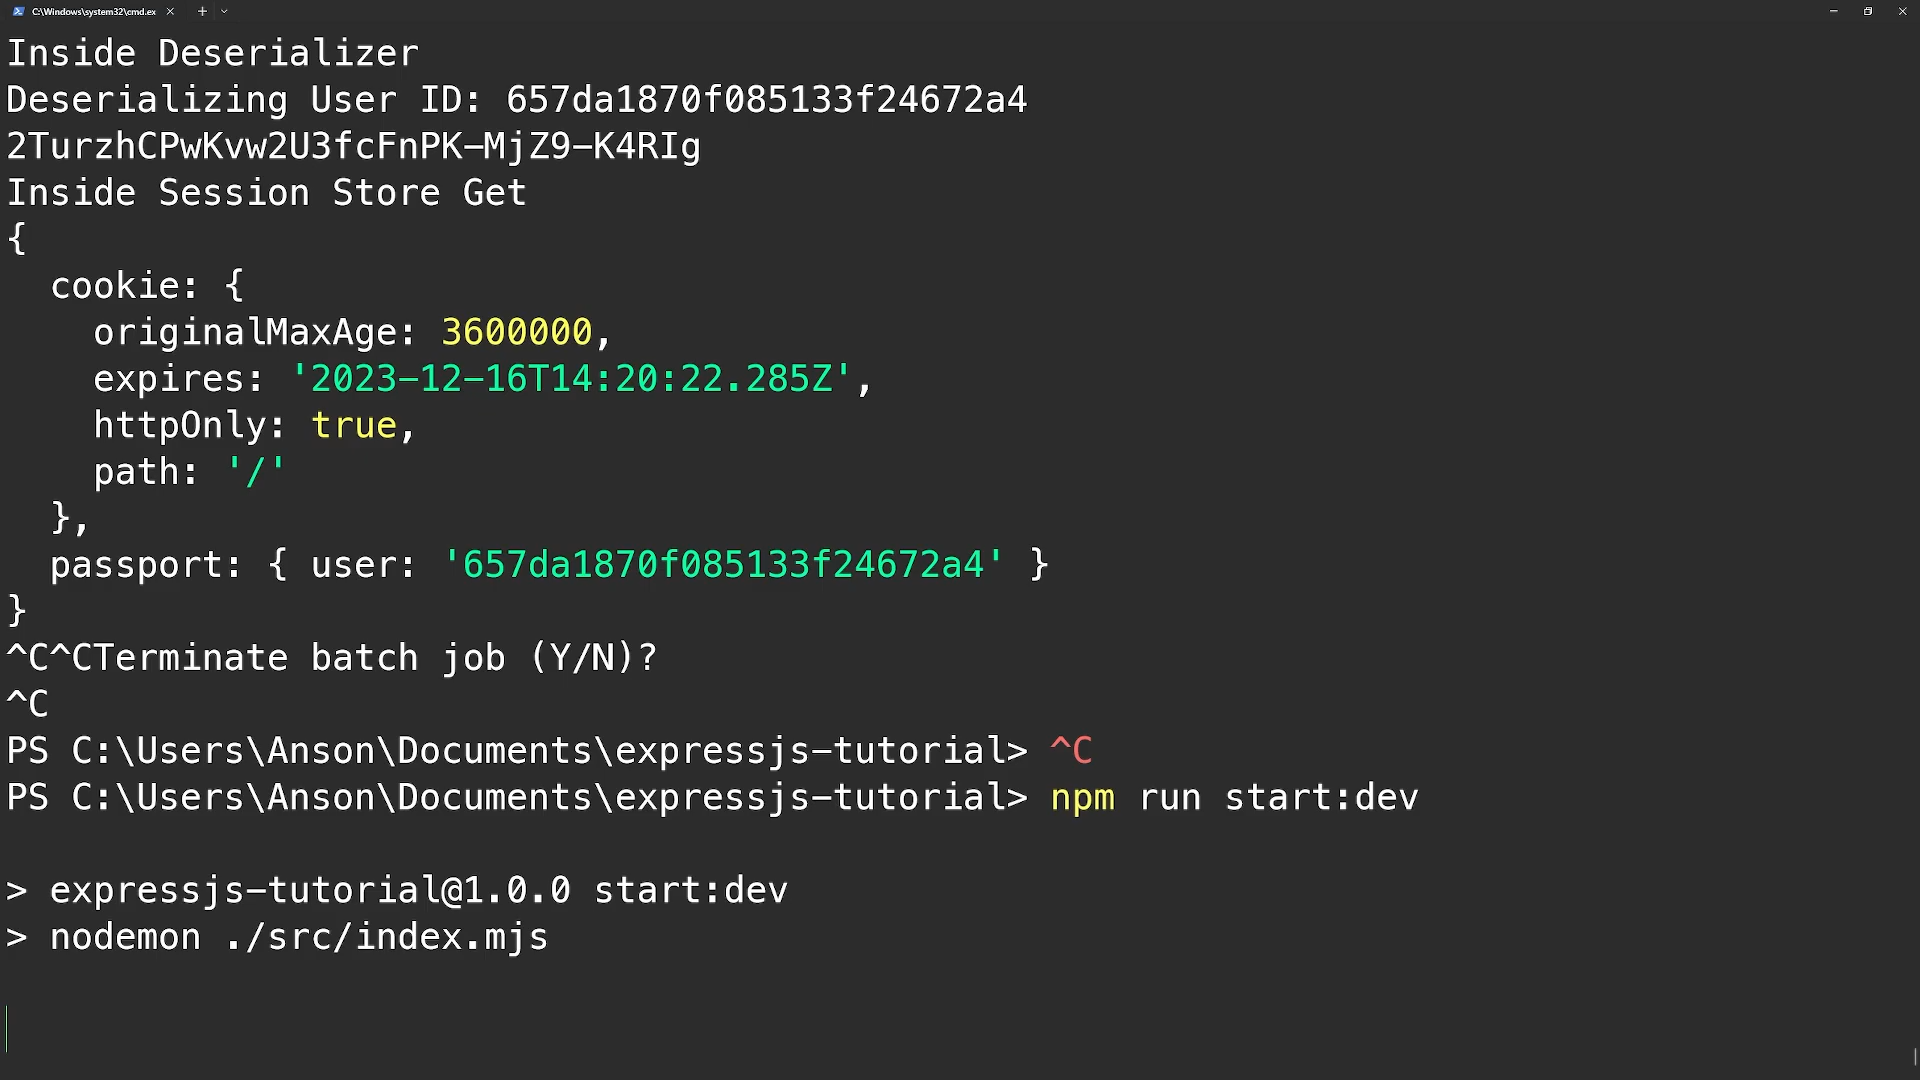 C:\Windows\system32\cmd.ex
Inside Deserializer
Deserializing User ID: 657da1870f085133f24672a4
2TurzhCPwKvw2U3fcFnPK-MjZ9-K4RIg
Inside Session Store Get
{
  cookie: {
    originalMaxAge: 3600000,
    expires: '2023-12-16T14:20:22.285Z',
    httpOnly: true,
    path: '/'
  },
  passport: { user: '657da1870f085133f24672a4' }
}
^C^CTerminate batch job (Y/N)?
^C
PS C:\Users\Anson\Documents\expressjs-tutorial> ^C
PS C:\Users\Anson\Documents\expressjs-tutorial> npm run start:dev
> expressjs-tutorial@1.0.0 start:dev
> nodemon ./src/index.mjs